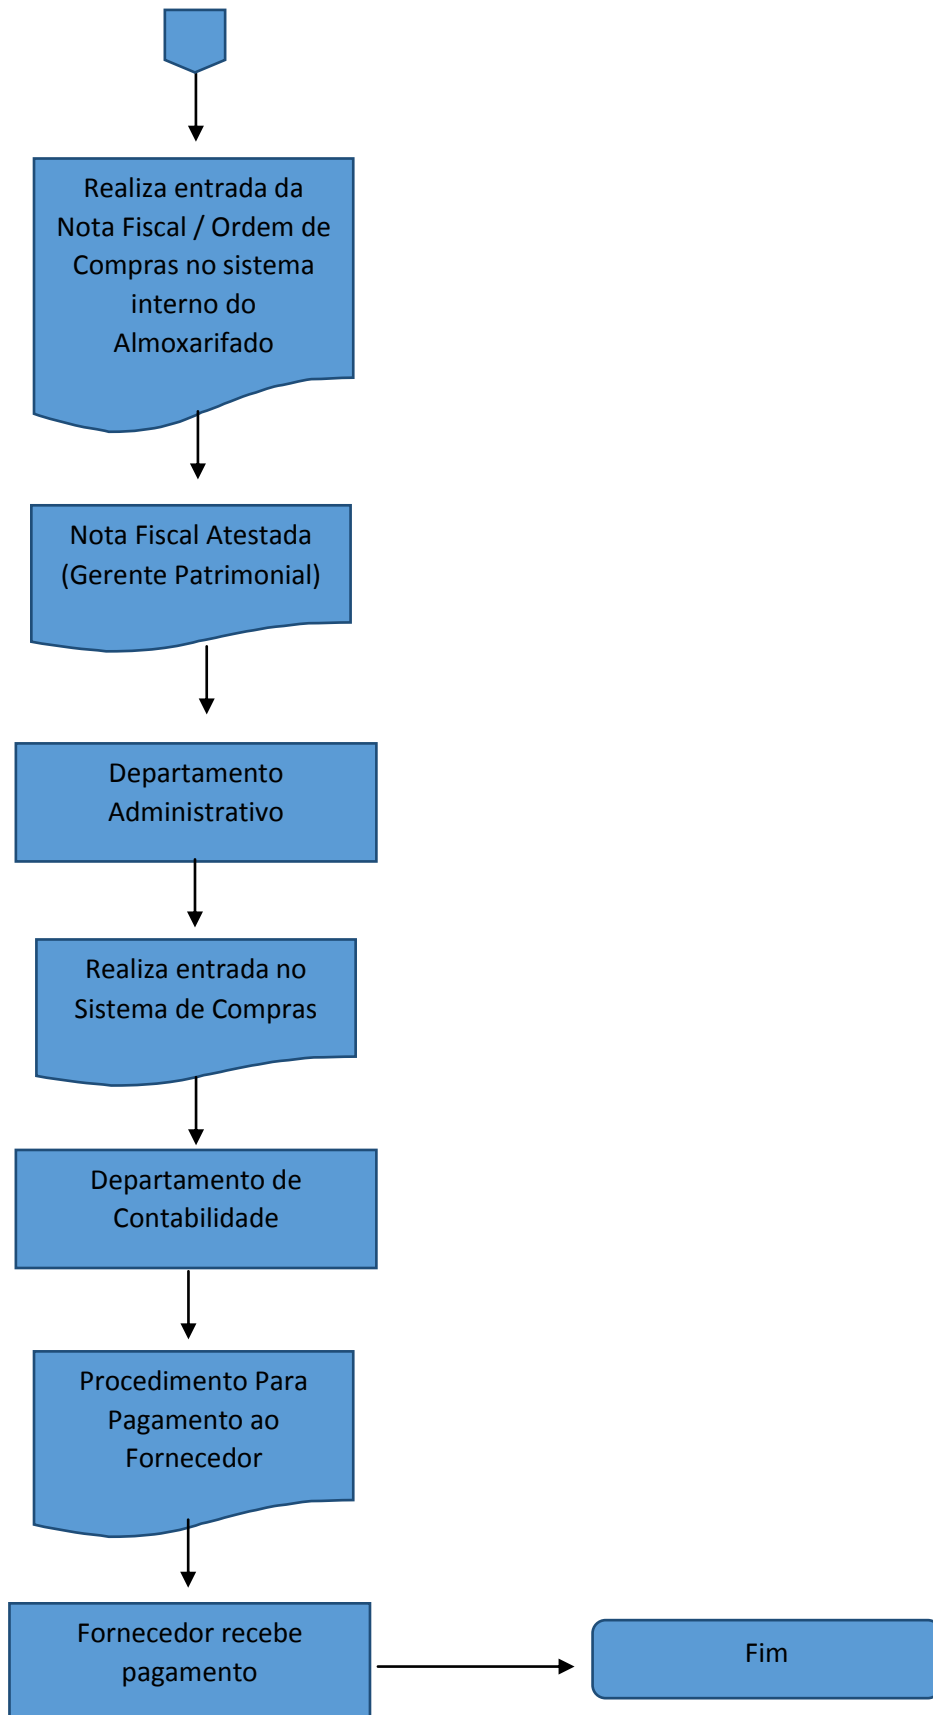 Realiza entrada da
Nota Fiscal / Ordem de
Compras no sistema
interno do
Almoxarifado
Nota Fiscal Atestada
(Gerente Patrimonial)
Departamento
Administrativo
Realiza entrada no
Sistema de Compras
Departamento de
Contabilidade
Procedimento Para
Pagamento ao
Fornecedor
Fornecedor recebe
pagamento
Fim